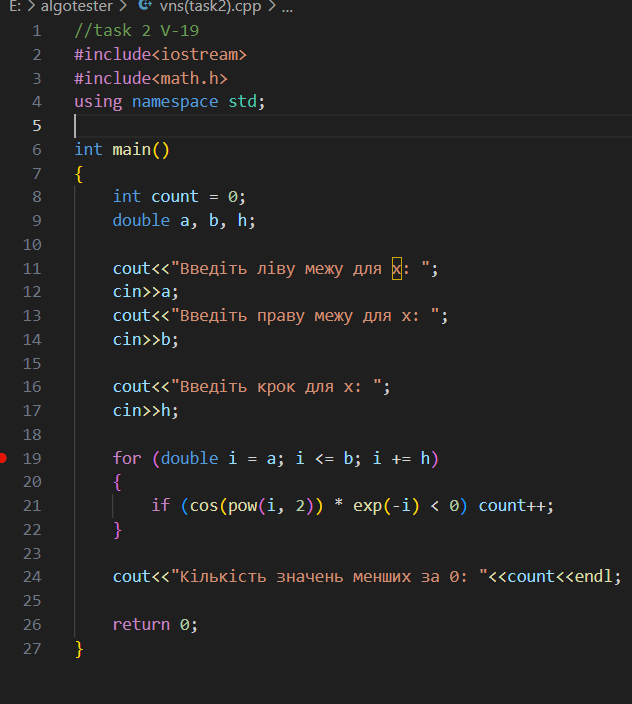 E: > algotester > vns(task2).cpp > ...
1 //task 2 V-19
2 #include<iostream>
3 #include<math.h>
4 using namespace std;
5
6 int main()
7 {
8     int count = 0;
9     double a, b, h;
10
11     cout<<"Введіть ліву межу для х: ";
12     cin>>a;
13     cout<<"Введіть праву межу для x: ";
14     cin>>b;
15
16     cout<<"Введіть крок для x: ";
17     cin>>h;
18
19     for (double i = a; i <= b; i += h)
20     {
21         if (cos(pow(i, 2)) * exp(-i) < 0) count++;
22     }
23
24     cout<<"Кількість значень менших за 0: "<<count<<endl;
25
26     return 0;
27 }